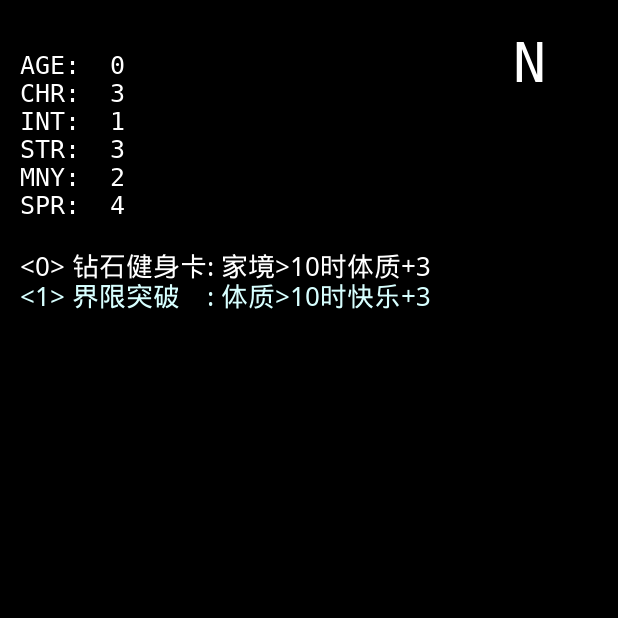 N
AGE: 0
CHR: 3
INT: 1
STR: 3
MNY: 2
SPR: 4
<0> 钻石健身卡: 家境>10时体质+3
<1> 界限突破 : 体质>10时快乐+3